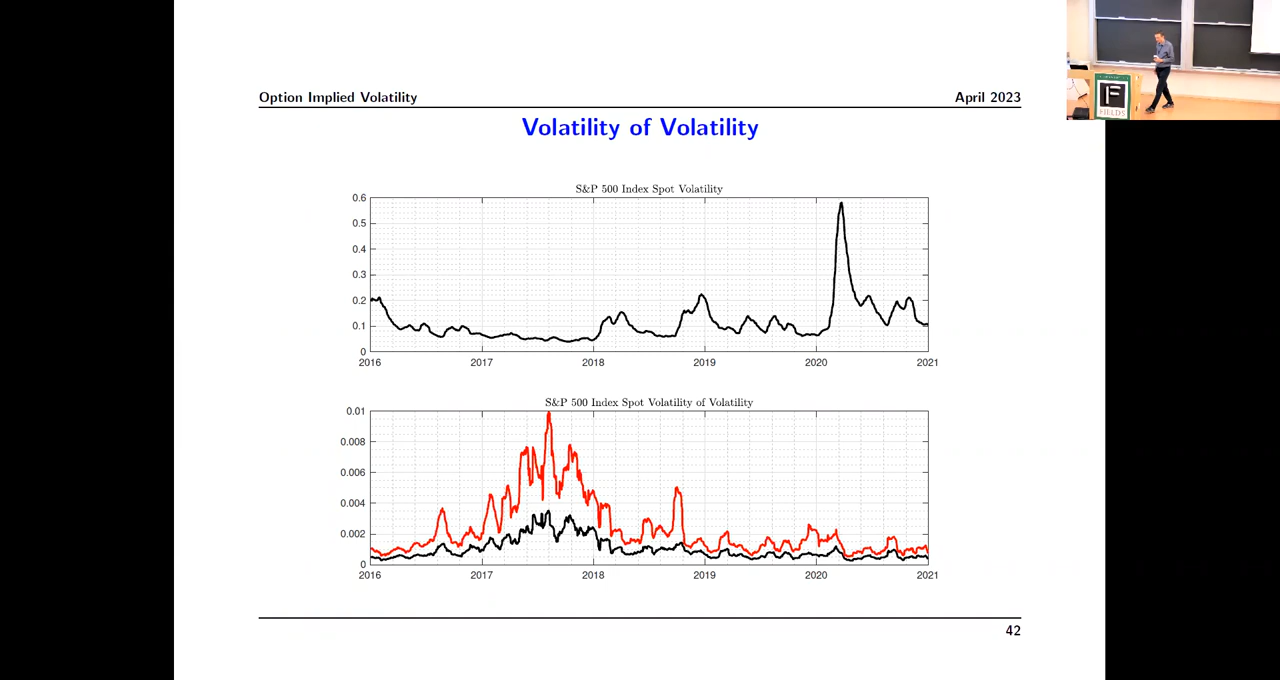 Option Implied Volatility April 2023
Volatility of Volatility
S&P 500 Index Spot Volatility
0.6
0.5
0.4
0.3
0.2
0.1
0
2016 2017 2018 2019 2020 2021
S&P 500 Index Spot Volatility of Volatility
0.01
0.008
0.006
0.004
0.002
0
2016 2017 2018 2019 2020 2021
42
F
FIELDS